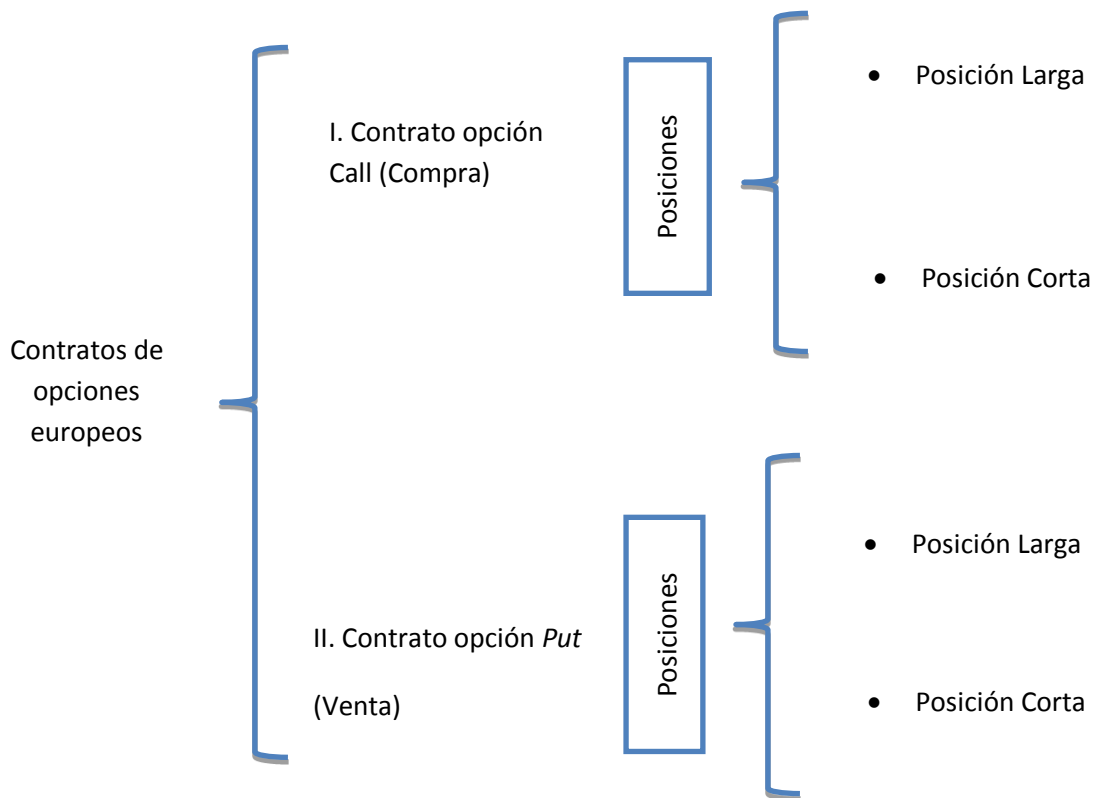 Contratos de
opciones
europeos
I. Contrato opción
Call (Compra)
Posiciones
• Posición Larga
• Posición Corta
II. Contrato opción Put
(Venta)
Posiciones
• Posición Larga
• Posición Corta